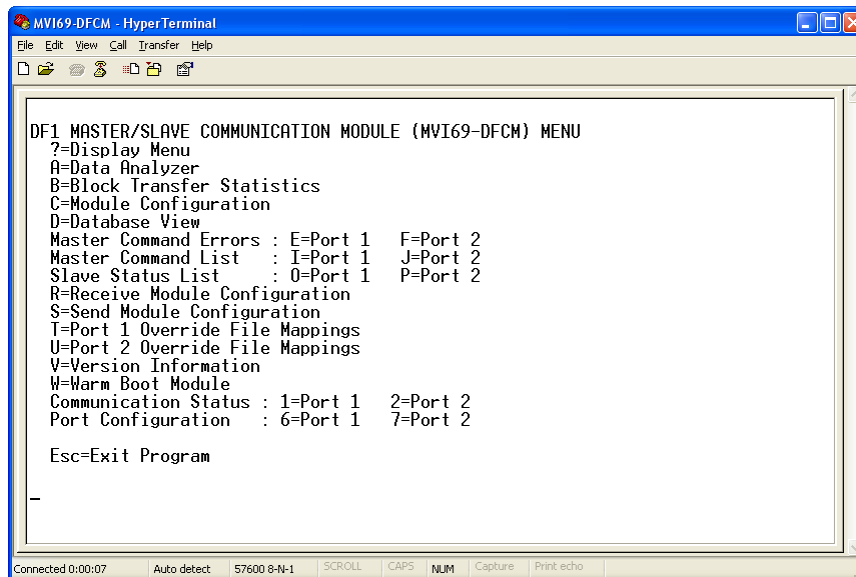 MVI69-DFCM - HyperTerminal
File Edit View Call Transfer Help
DF1 MASTER/SLAVE COMMUNICATION MODULE (MVI69-DFCM) MENU
?=Display Menu
A=Data Analyzer
B=Block Transfer Statistics
C=Module Configuration
D=Database View
Master Command Errors : E=Port 1 F=Port 2
Master Command List : I=Port 1 J=Port 2
Slave Status List : O=Port 1 P=Port 2
R=Receive Module Configuration
S=Send Module Configuration
T=Port 1 Override File Mappings
U=Port 2 Override File Mappings
V=Version Information
W=Warm Boot Module
Communication Status : 1=Port 1 2=Port 2
Port Configuration : 6=Port 1 7=Port 2
Esc=Exit Program
Connected 0:00:07 Auto detect 57600 8-N-1 SCROLL CAPS NUM Capture Print echo